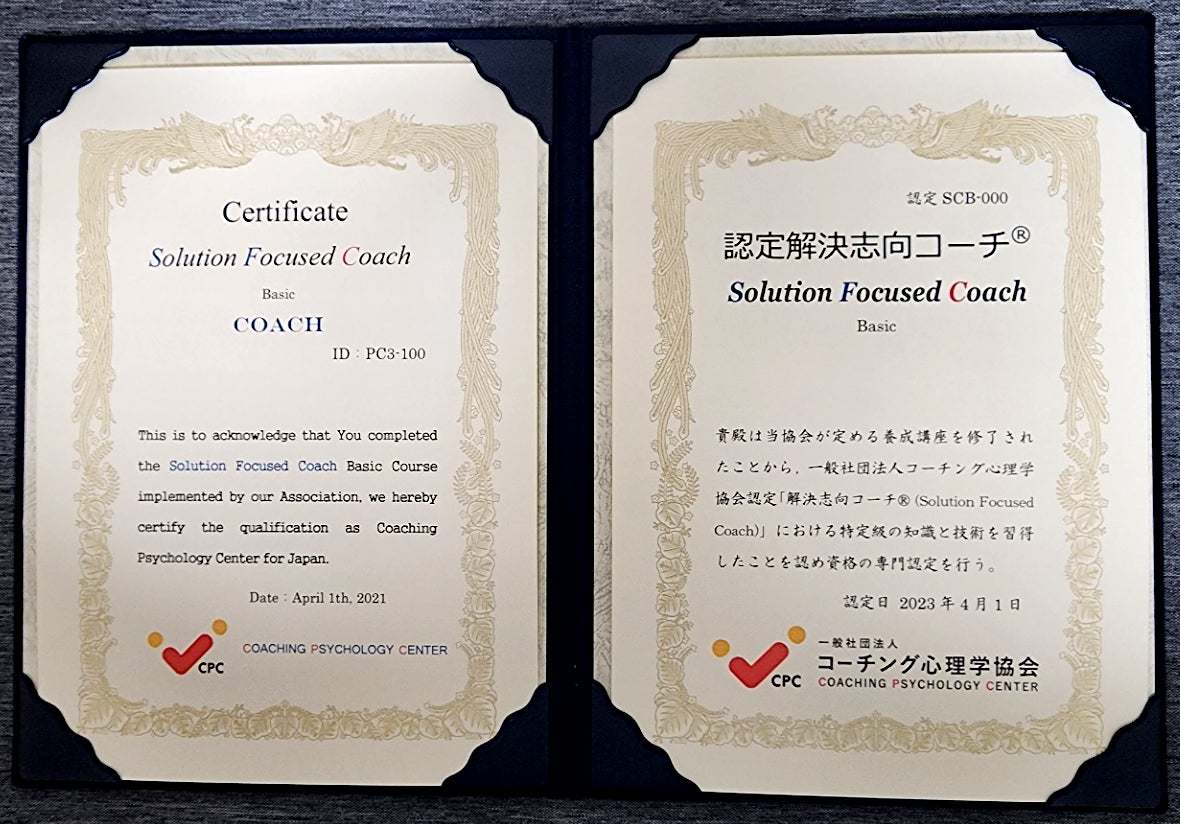 Certificate
Solution Focused Coach
Basic
COACH
ID：PC3-100
This is to acknowledge that You completed
the Solution Focused Coach Basic Course
implemented by our Association, we hereby
certify the qualification as Coaching
Psychology Center for Japan.
Date：April 1th, 2021
CPC
COACHING PSYCHOLOGY CENTER
認定 SCB-000
認定解決志向コーチ®
Solution Focused Coach
Basic
貴殿は当協会が定める養成講座を修了され
たことから、一般社団法人コーチング心理学
協会認定「解決志向コーチ® (Solution Focused
Coach)」における特定級の知識と技術を習得
したことを認め資格の専門認定を行う。
認定日 2023年4月1日
CPC
一般社団法人
コーチング心理学協会
COACHING PSYCHOLOGY CENTER